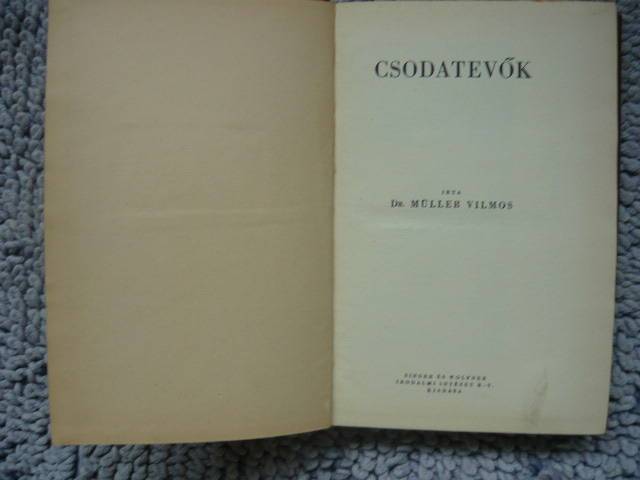 CSODATEVŐK
IRTA
DR. MÜLLER VILMOS
SINGER ÉS WOLFNER
IRODALMI INTÉZET R.-T.
KIADÁSA